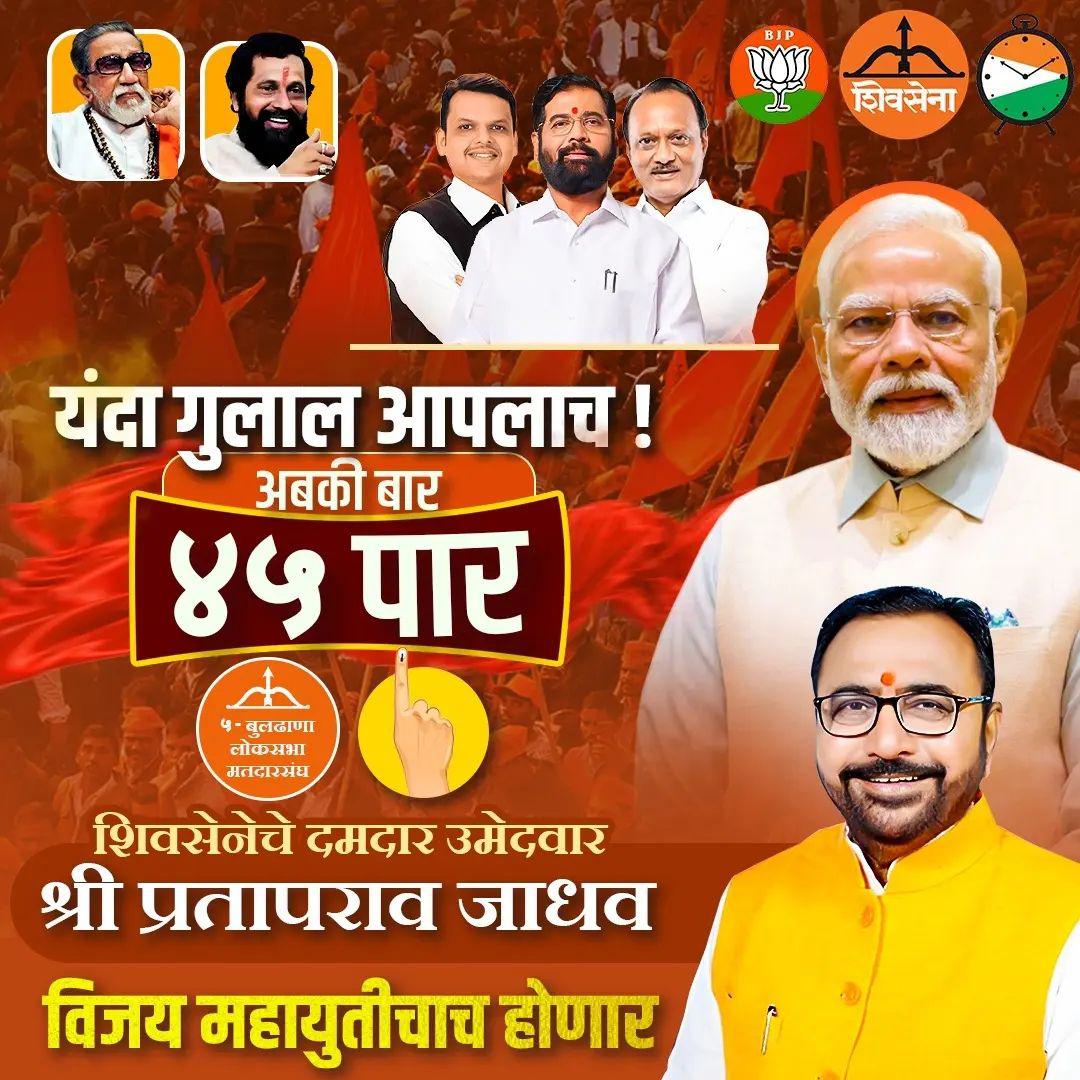 BJP
शिवसेना
यंदा गुलाल आपलाच !
अबकी बार
४५ पार
५- बुलढाणा
लोकसभा
मतदारसंघ
शिवसेनेचे दमदार उमेदवार
श्री प्रतापराव जाधव
विजय महायुतीचाच होणार